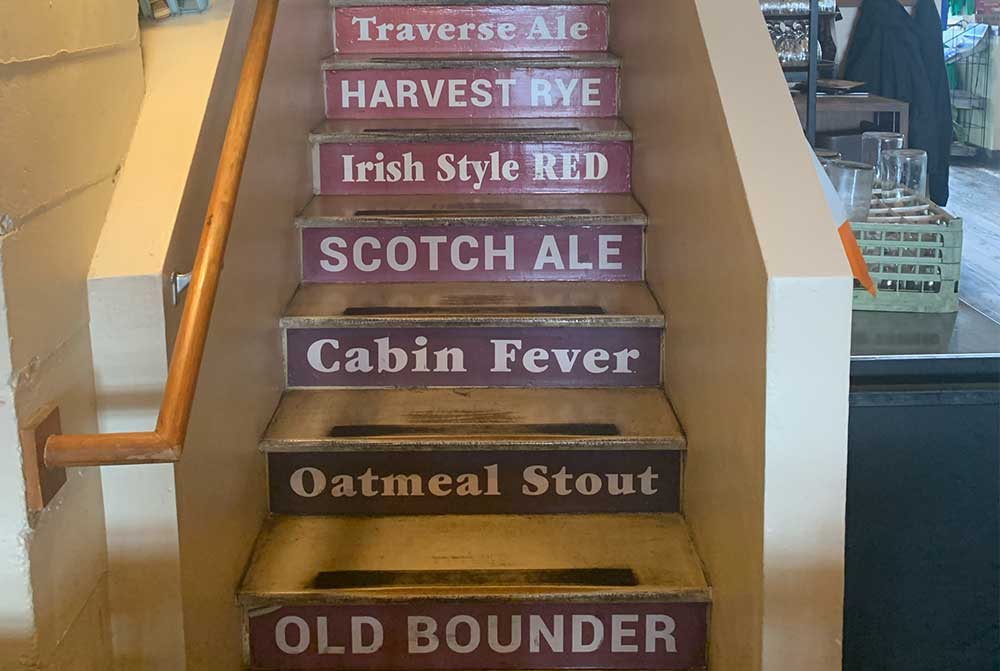 Traverse Ale
HARVEST RYE
Irish Style RED
SCOTCH ALE
Cabin Fever
Oatmeal Stout
OLD BOUNDER